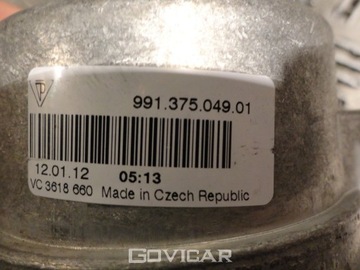 991.375.049.01
12.01.12 05:13
VC 3618 660 Made in Czech Republic
GOVICAR